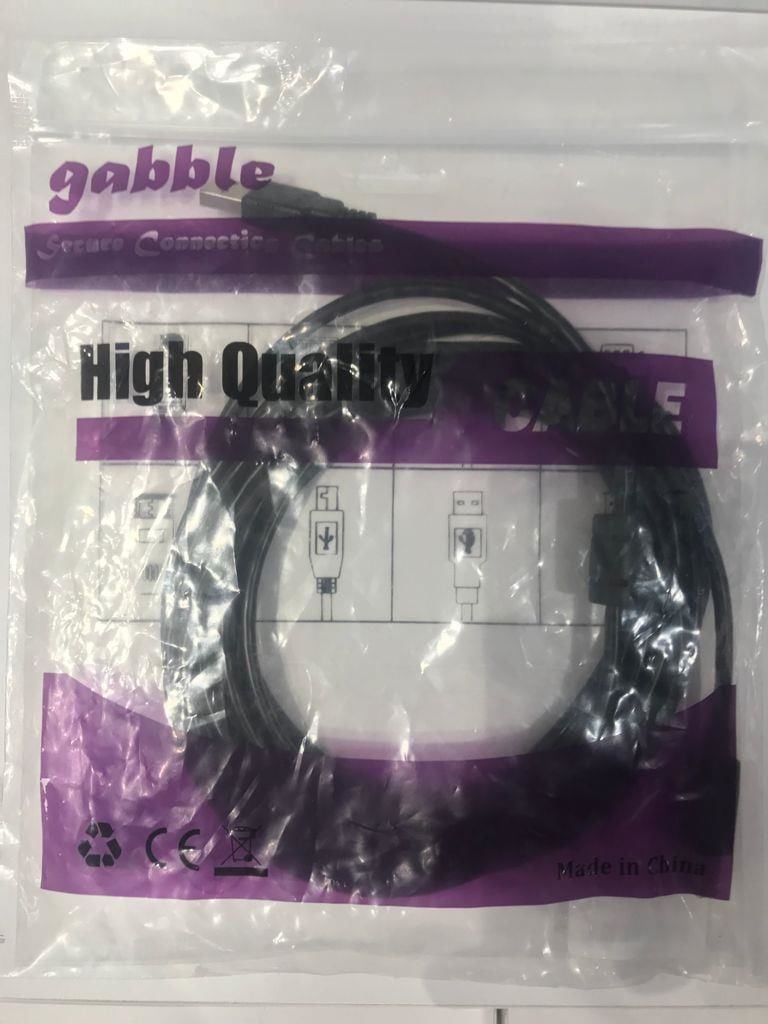 gabble
Secure Connection Cables
High Quality
CABLE
CE
Made in China